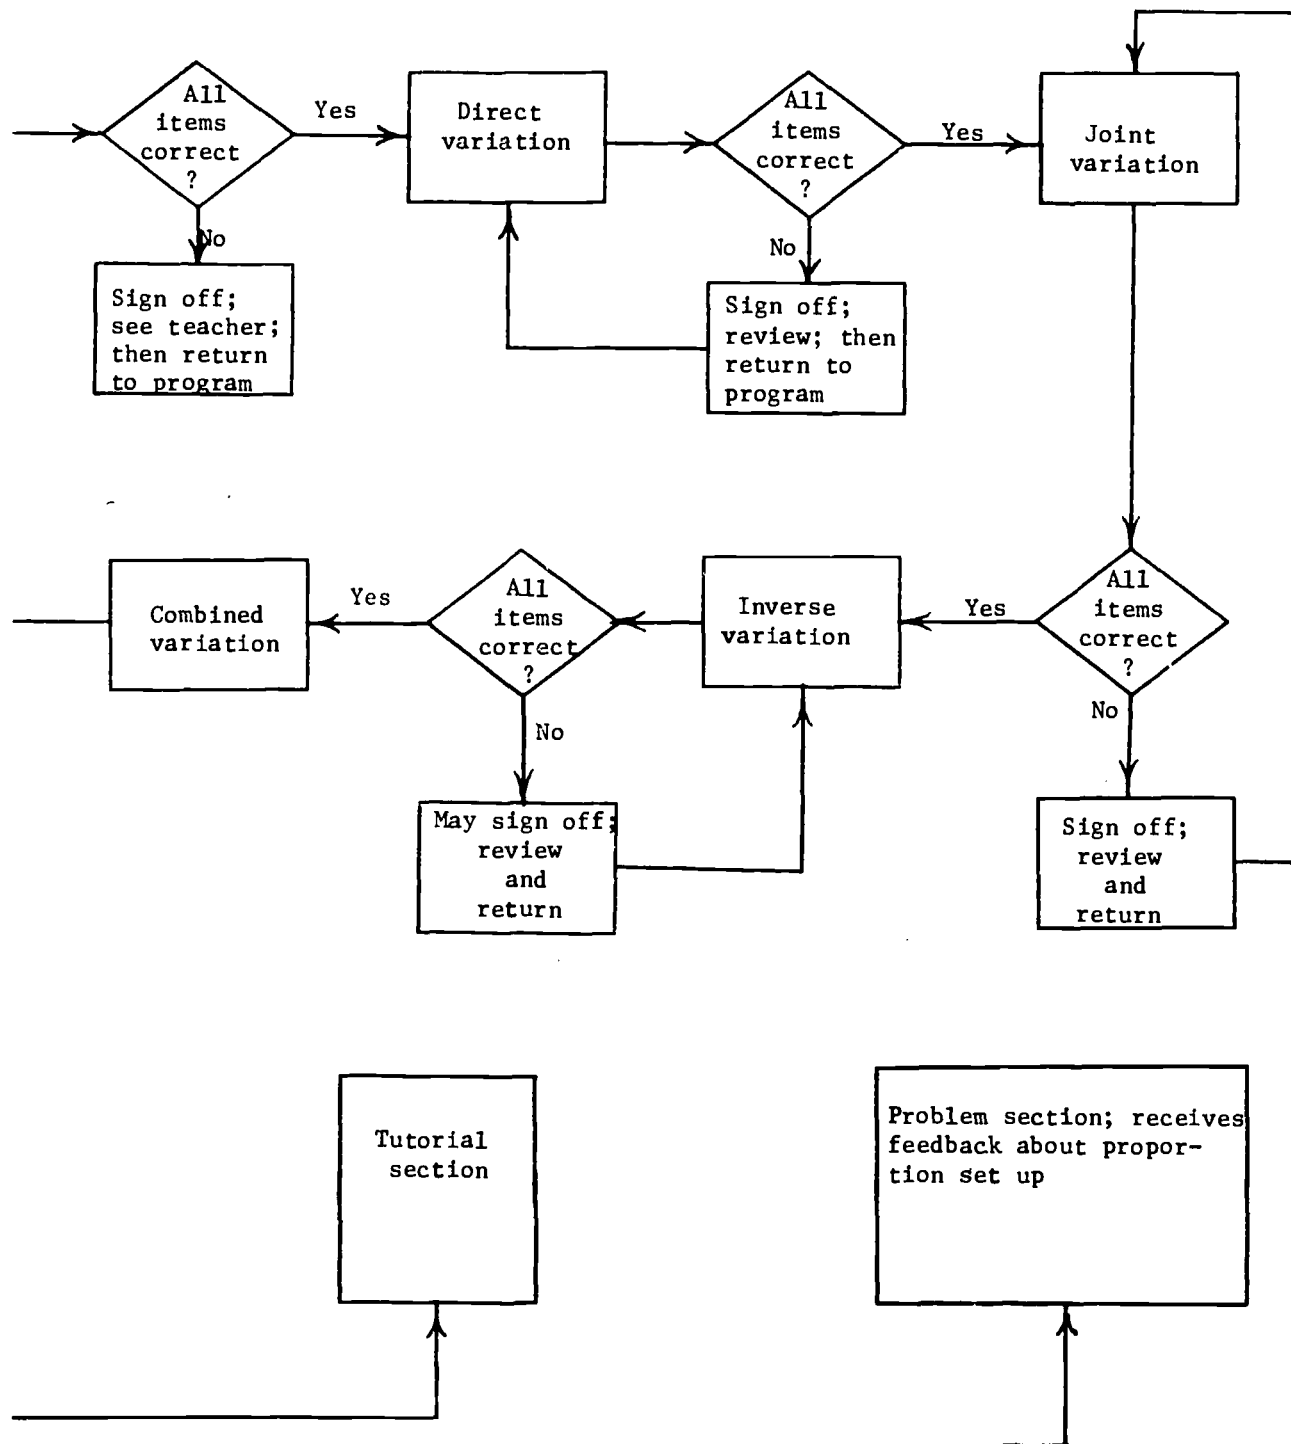 All
items
correct
?
Yes
No
Sign off;
see teacher;
then return
to program
Direct
variation
All
items
correct
?
Yes
No
Sign off;
review; then
return to
program
Joint
variation
All
items
correct
?
Yes
No
Sign off;
review
and
return
Inverse
variation
All
items
correct
?
Yes
No
May sign off;
review
and
return
Combined
variation
Tutorial
section
Problem section; receives
feedback about propor-
tion set up